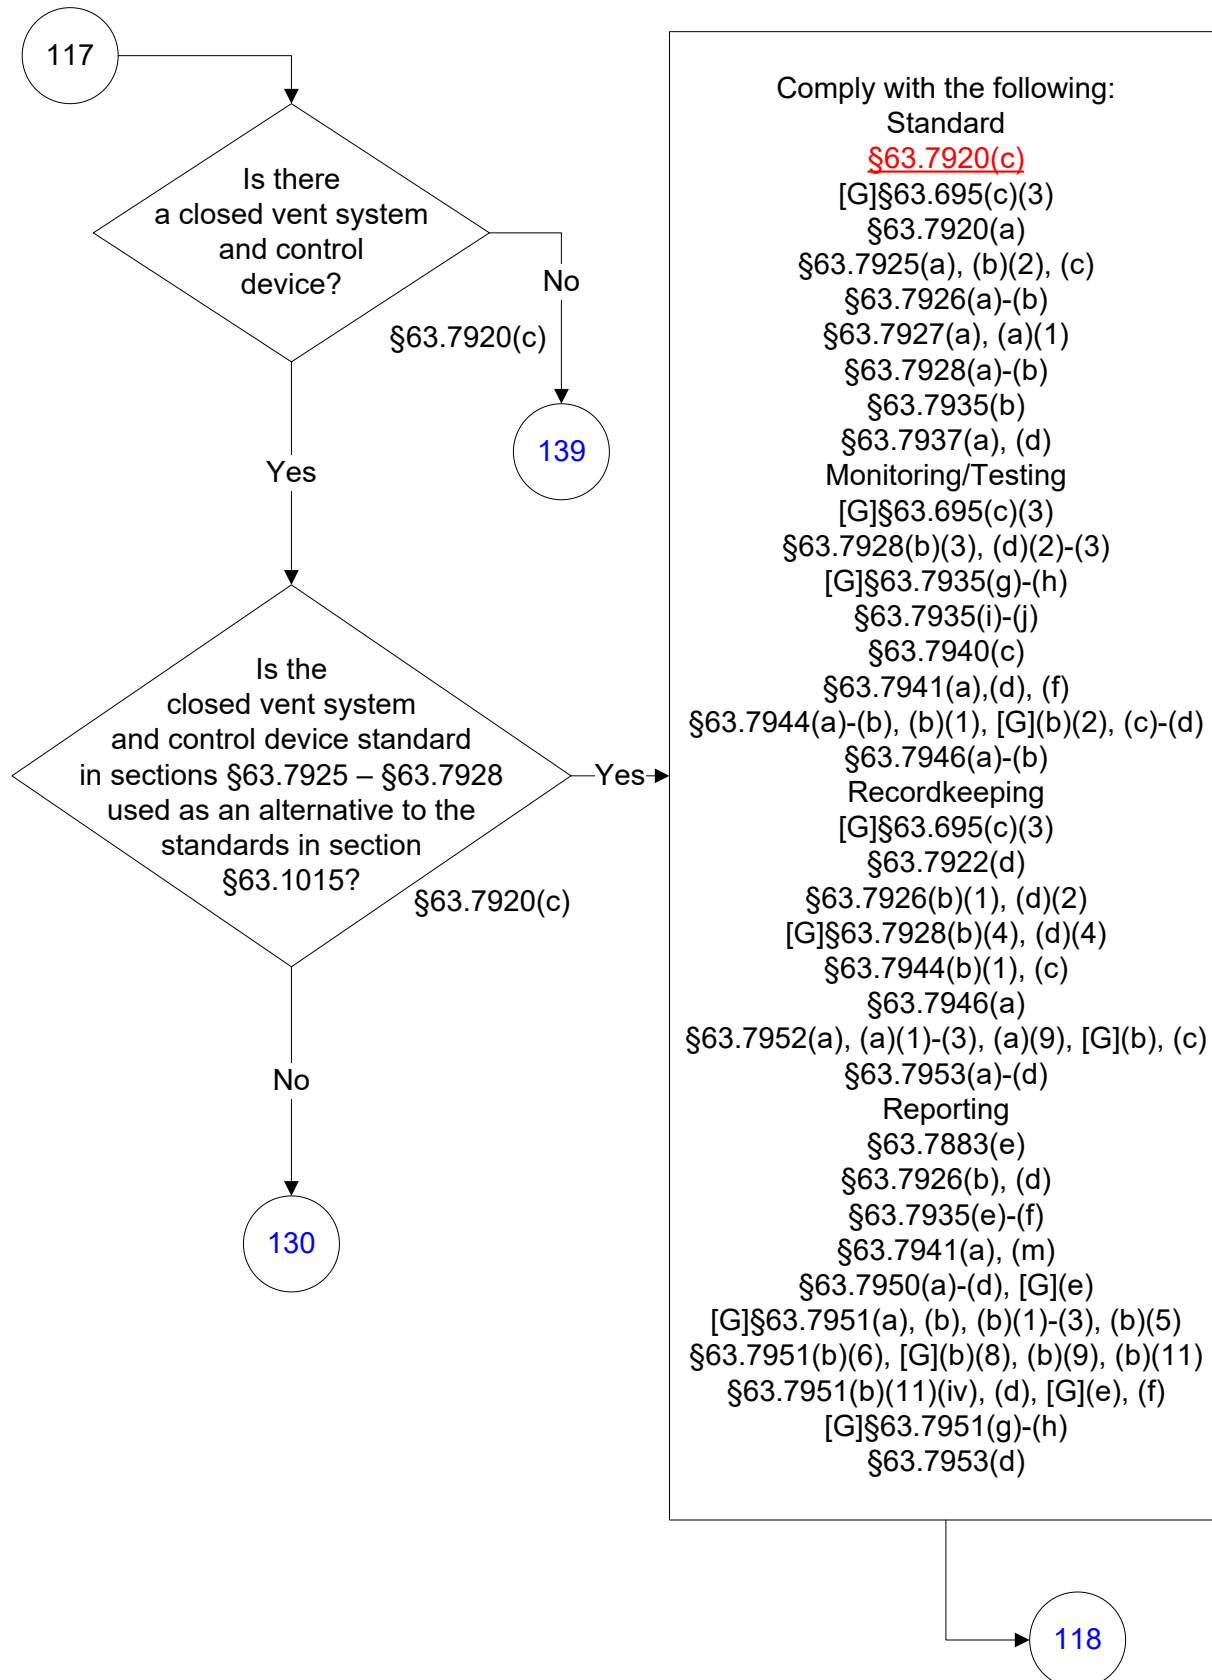 117
Is there
a closed vent system
and control
device?
No
§63.7920(c)
139
Yes
Is the
closed vent system
and control device standard
in sections §63.7925 – §63.7928
used as an alternative to the
standards in section
§63.1015?
Yes
§63.7920(c)
No
130
Comply with the following:
Standard
§63.7920(c)
[G]§63.695(c)(3)
§63.7920(a)
§63.7925(a), (b)(2), (c)
§63.7926(a)-(b)
§63.7927(a), (a)(1)
§63.7928(a)-(b)
§63.7935(b)
§63.7937(a), (d)
Monitoring/Testing
[G]§63.695(c)(3)
§63.7928(b)(3), (d)(2)-(3)
[G]§63.7935(g)-(h)
§63.7935(i)-(j)
§63.7940(c)
§63.7941(a),(d), (f)
§63.7944(a)-(b), (b)(1), [G](b)(2), (c)-(d)
§63.7946(a)-(b)
Recordkeeping
[G]§63.695(c)(3)
§63.7922(d)
§63.7926(b)(1), (d)(2)
[G]§63.7928(b)(4), (d)(4)
§63.7944(b)(1), (c)
§63.7946(a)
§63.7952(a), (a)(1)-(3), (a)(9), [G](b), (c)
§63.7953(a)-(d)
Reporting
§63.7883(e)
§63.7926(b), (d)
§63.7935(e)-(f)
§63.7941(a), (m)
§63.7950(a)-(d), [G](e)
[G]§63.7951(a), (b), (b)(1)-(3), (b)(5)
§63.7951(b)(6), [G](b)(8), (b)(9), (b)(11)
§63.7951(b)(11)(iv), (d), [G](e), (f)
[G]§63.7951(g)-(h)
§63.7953(d)
118